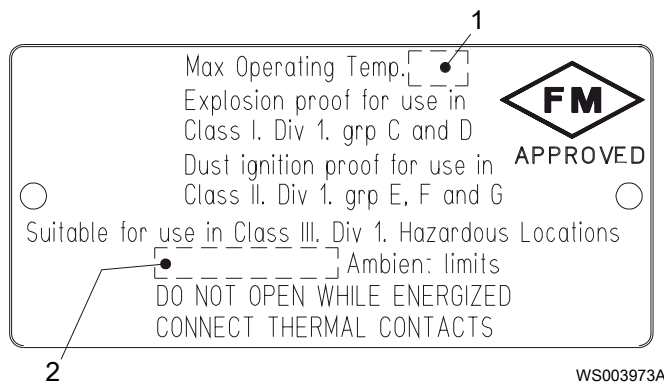 1
Max Operating Temp.
Explosion proof for use in
Class I. Div 1. grp C and D
FM
APPROVED
Dust ignition proof for use in
Class II. Div 1. grp E, F and G
Suitable for use in Class III. Div 1. Hazardous Locations
Ambient limits
DO NOT OPEN WHILE ENERGIZED
CONNECT THERMAL CONTACTS
2
WS003973A